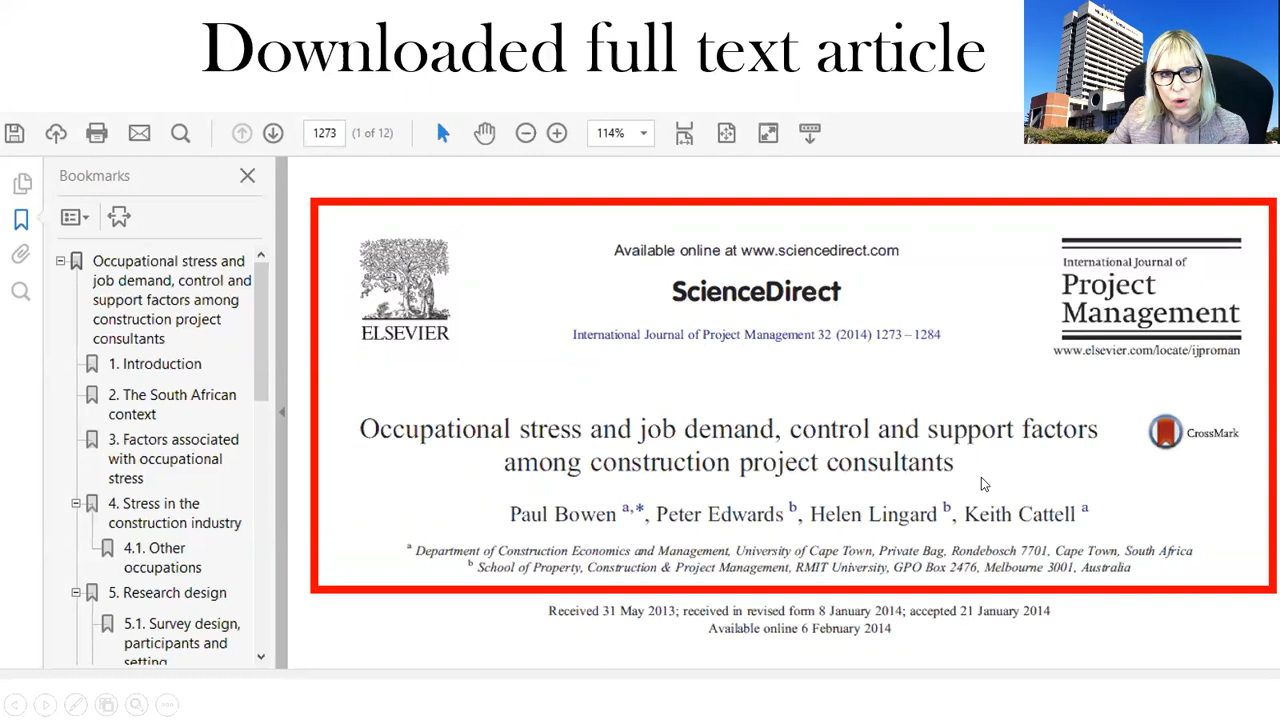 Downloaded full text article
1273 (1 of 12) 114%
Bookmarks
Occupational stress and
job demand, control and
support factors among
construction project
consultants
1. Introduction
2. The South African
context
3. Factors associated
with occupational
stress
4. Stress in the
construction industry
4.1. Other
occupations
5. Research design
5.1. Survey design,
participants and
setting
ELSEVIER
Available online at www.sciencedirect.com
ScienceDirect
International Journal of Project Management 32 (2014) 1273–1284
International Journal of
Project
Management
www.elsevier.com/locate/ijproman
Occupational stress and job demand, control and support factors
among construction project consultants
CrossMark
Paul Bowen a,*, Peter Edwards b, Helen Lingard b, Keith Cattell a
a Department of Construction Economics and Management, University of Cape Town, Private Bag, Rondebosch 7701, Cape Town, South Africa
b School of Property, Construction & Project Management, RMIT University, GPO Box 2476, Melbourne 3001, Australia
Received 31 May 2013; received in revised form 8 January 2014; accepted 21 January 2014
Available online 6 February 2014